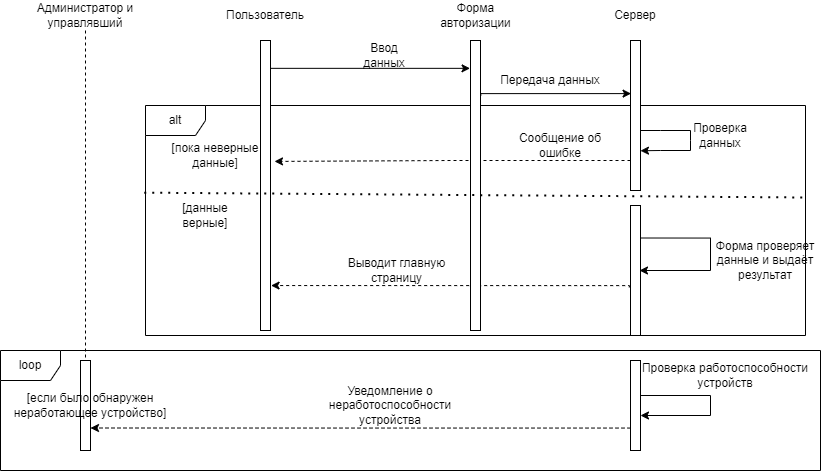 Администратор и
управлявший
Пользователь
Форма
авторизации
Сервер
Ввод
данных
Передача данных
alt
[пока неверные
данные]
Сообщение об
ошибке
Проверка
данных
[данные
верные]
Форма проверяет
данные и выдаёт
результат
Выводит главную
страницу
loop
Проверка работоспособности
устройств
[если было обнаружен
неработающее устройство]
Уведомление о
неработоспособности
устройства